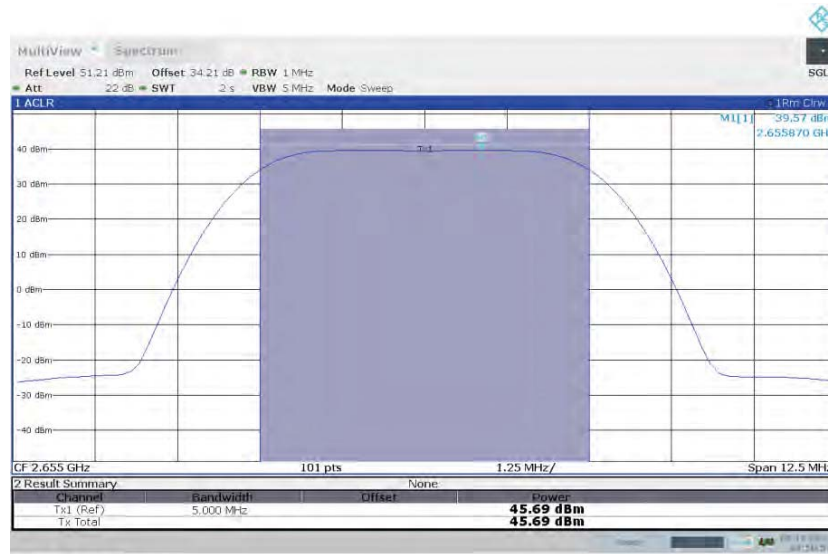 MultiView Spectrum
Ref Level 51.21 dBm Offset 34.21 dB RBW 1 MHz
SGL
Att 22 dB SWT 2 s VBW 5 MHz Mode Sweep
1 ACLR 1Rm Clrw
M1[1] 39.57 dBm
2.655870 GHz
40 dBm
Tx1
30 dBm
20 dBm
10 dBm
0 dBm
-10 dBm
-20 dBm
-30 dBm
-40 dBm
CF 2.655 GHz 101 pts 1.25 MHz/ Span 12.5 MHz
2 Result Summary None
Channel Bandwidth Offset Power
Tx1 (Ref) 5.000 MHz 45.69 dBm
Tx Total 45.69 dBm